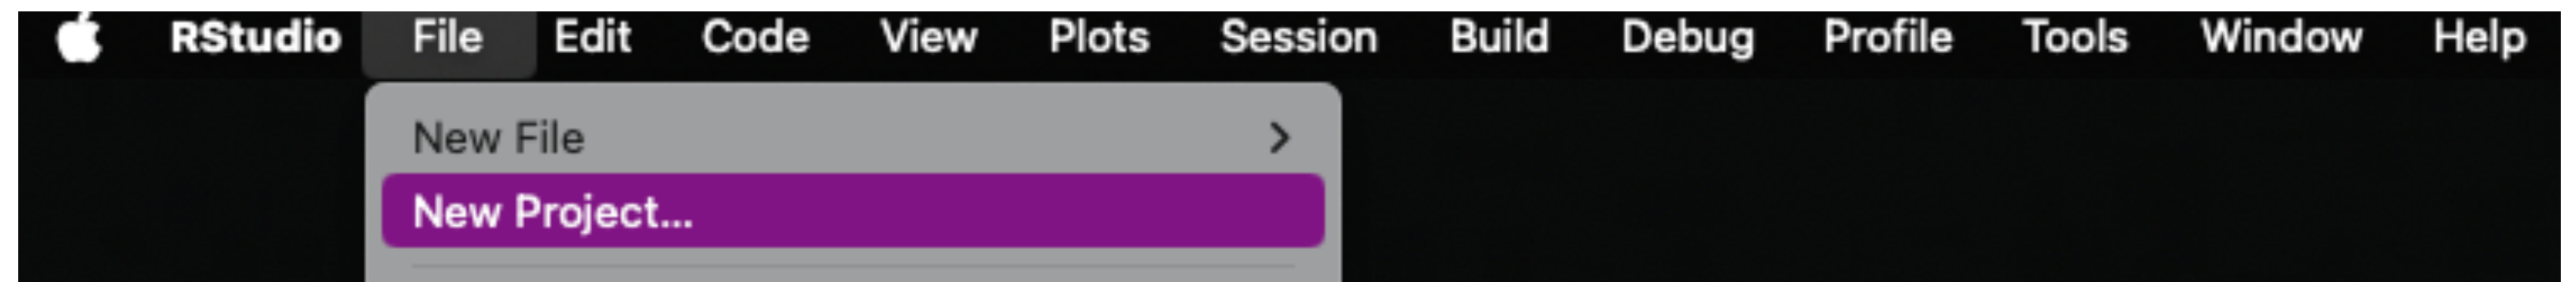 RStudio File Edit Code View Plots Session Build Debug Profile Tools Window Help
New File
New Project...